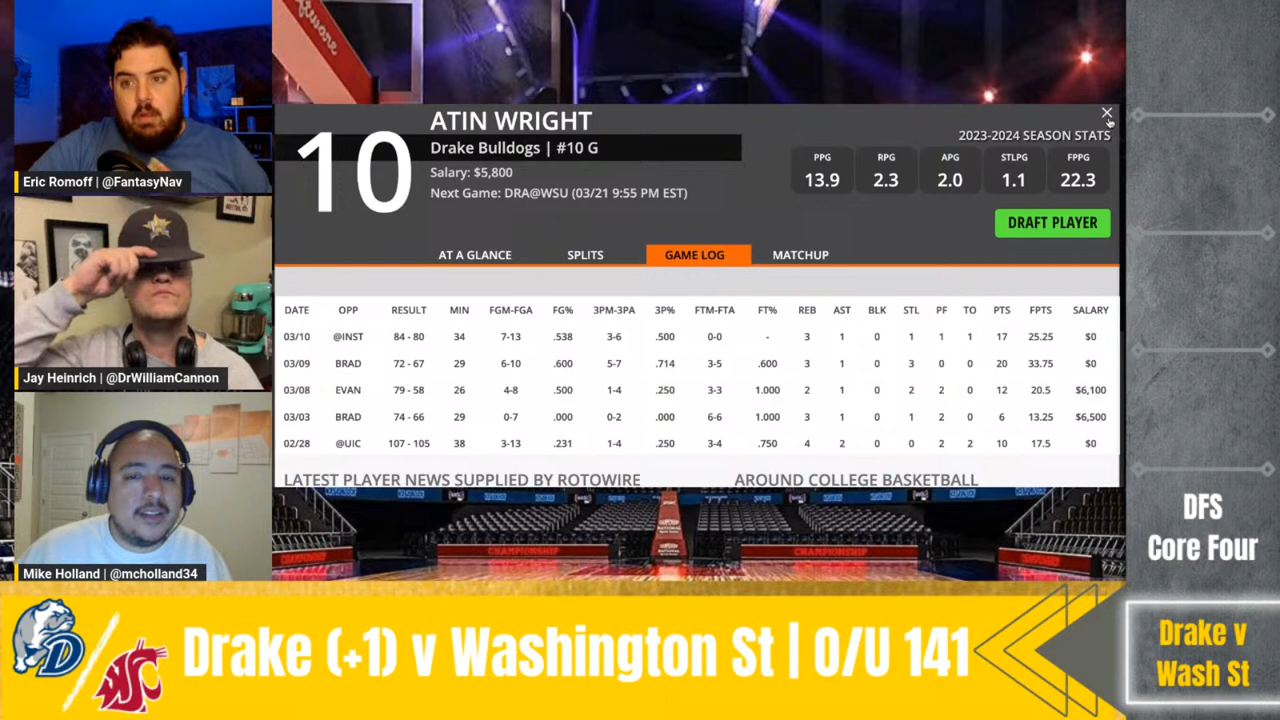 Eric Romoff | @FantasyNav
Jay Heinrich | @DrWilliamCannon
Mike Holland | @mcholland34
10
ATIN WRIGHT
Drake Bulldogs | #10 G
Salary: $5,800
Next Game: DRA@WSU (03/21 9:55 PM EST)
2023-2024 SEASON STATS
PPG RPG APG STLPG FPPG
13.9 2.3 2.0 1.1 22.3
DRAFT PLAYER
AT A GLANCE SPLITS GAME LOG MATCHUP
DATE OPP RESULT MIN FGM-FGA FG% 3PM-3PA 3P% FTM-FTA FT% REB AST BLK STL PF TO PTS FPTS SALARY
03/10 @INST 84 - 80 34 7-13 .538 3-6 .500 0-0 - 3 1 0 1 1 1 17 25.25 $0
03/09 BRAD 72 - 67 29 6-10 .600 5-7 .714 3-5 .600 3 1 0 3 0 0 20 33.75 $0
03/08 EVAN 79 - 58 26 4-8 .500 1-4 .250 3-3 1.000 2 1 0 2 2 0 12 20.5 $6,100
03/03 BRAD 74 - 66 29 0-7 .000 0-2 .000 6-6 1.000 3 1 0 1 2 0 6 13.25 $6,500
02/28 @UIC 107 - 105 38 3-13 .231 1-4 .250 3-4 .750 4 2 0 0 2 2 10 17.5 $0
LATEST PLAYER NEWS SUPPLIED BY ROTOWIRE AROUND COLLEGE BASKETBALL
CHAMPIONSHIP CHAMPIONSHIP
DFS
Core Four
Drake v
Wash St
D
WSU
Drake (+1) v Washington St | O/U 141